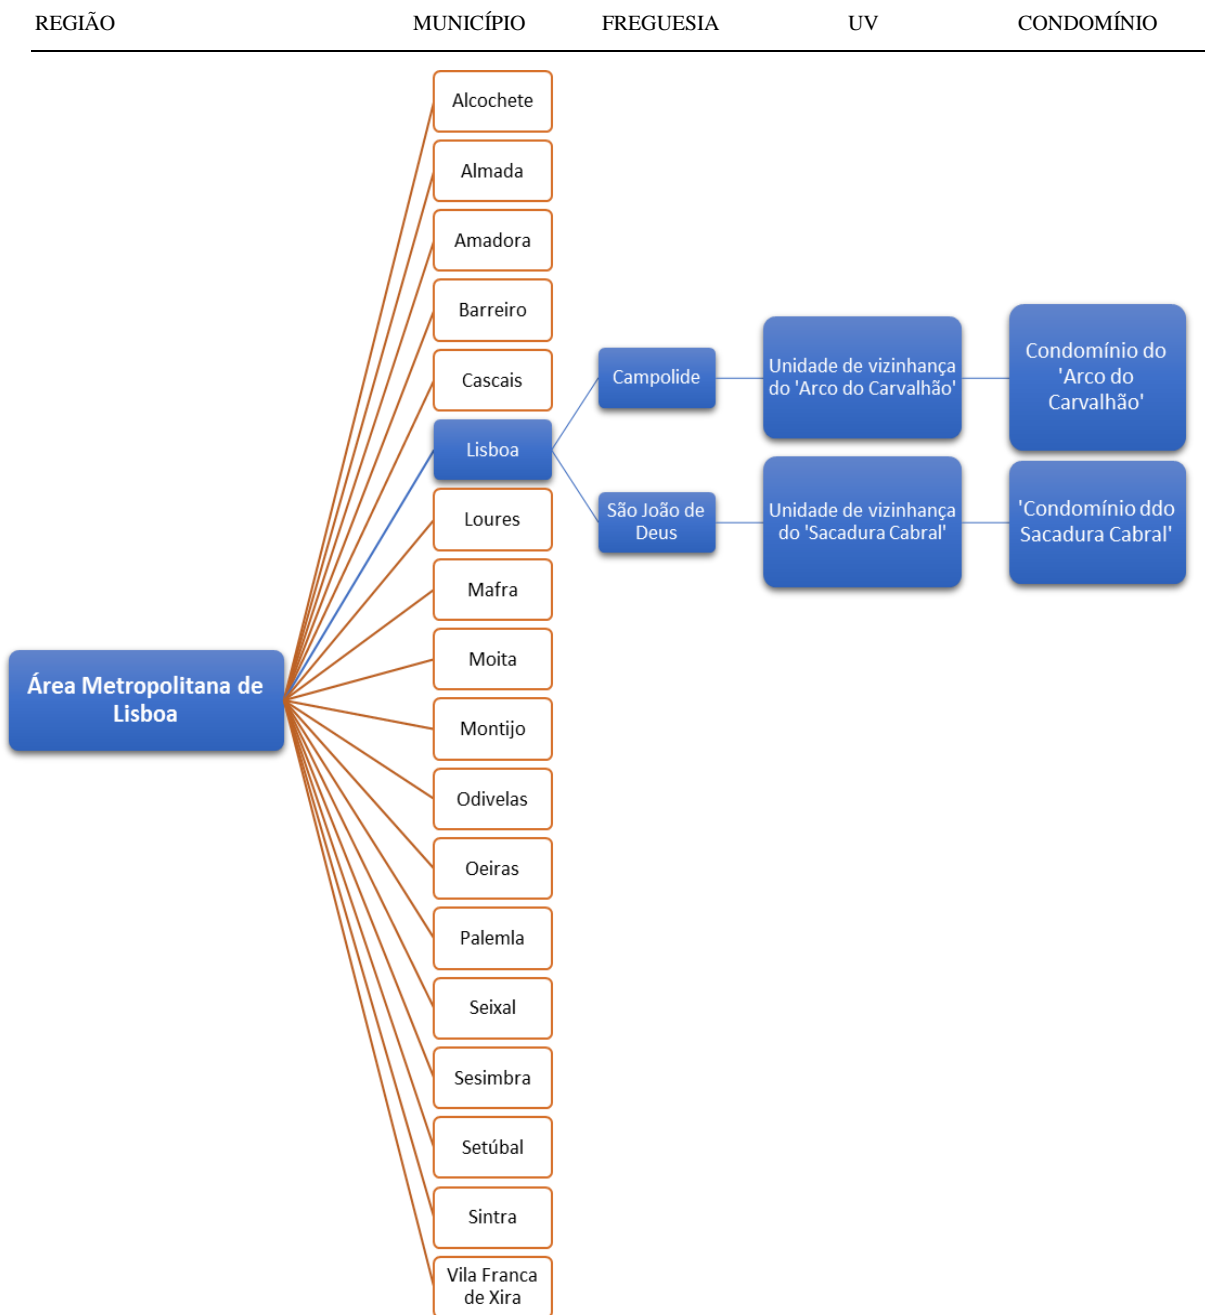 REGIÃO MUNICÍPIO FREGUESIA UV CONDOMÍNIO
Alcochete
Almada
Amadora
Barreiro
Cascais
Lisboa
Loures
Mafra
Moita
Montijo
Odivelas
Oeiras
Palemla
Seixal
Sesimbra
Setúbal
Sintra
Vila Franca
de Xira
Área Metropolitana de
Lisboa
Campolide
Unidade de vizinhança
do 'Arco do Carvalhão'
Condomínio do
'Arco do
Carvalhão'
São João de
Deus
Unidade de vizinhança
do 'Sacadura Cabral'
'Condomínio ddo
Sacadura Cabral'